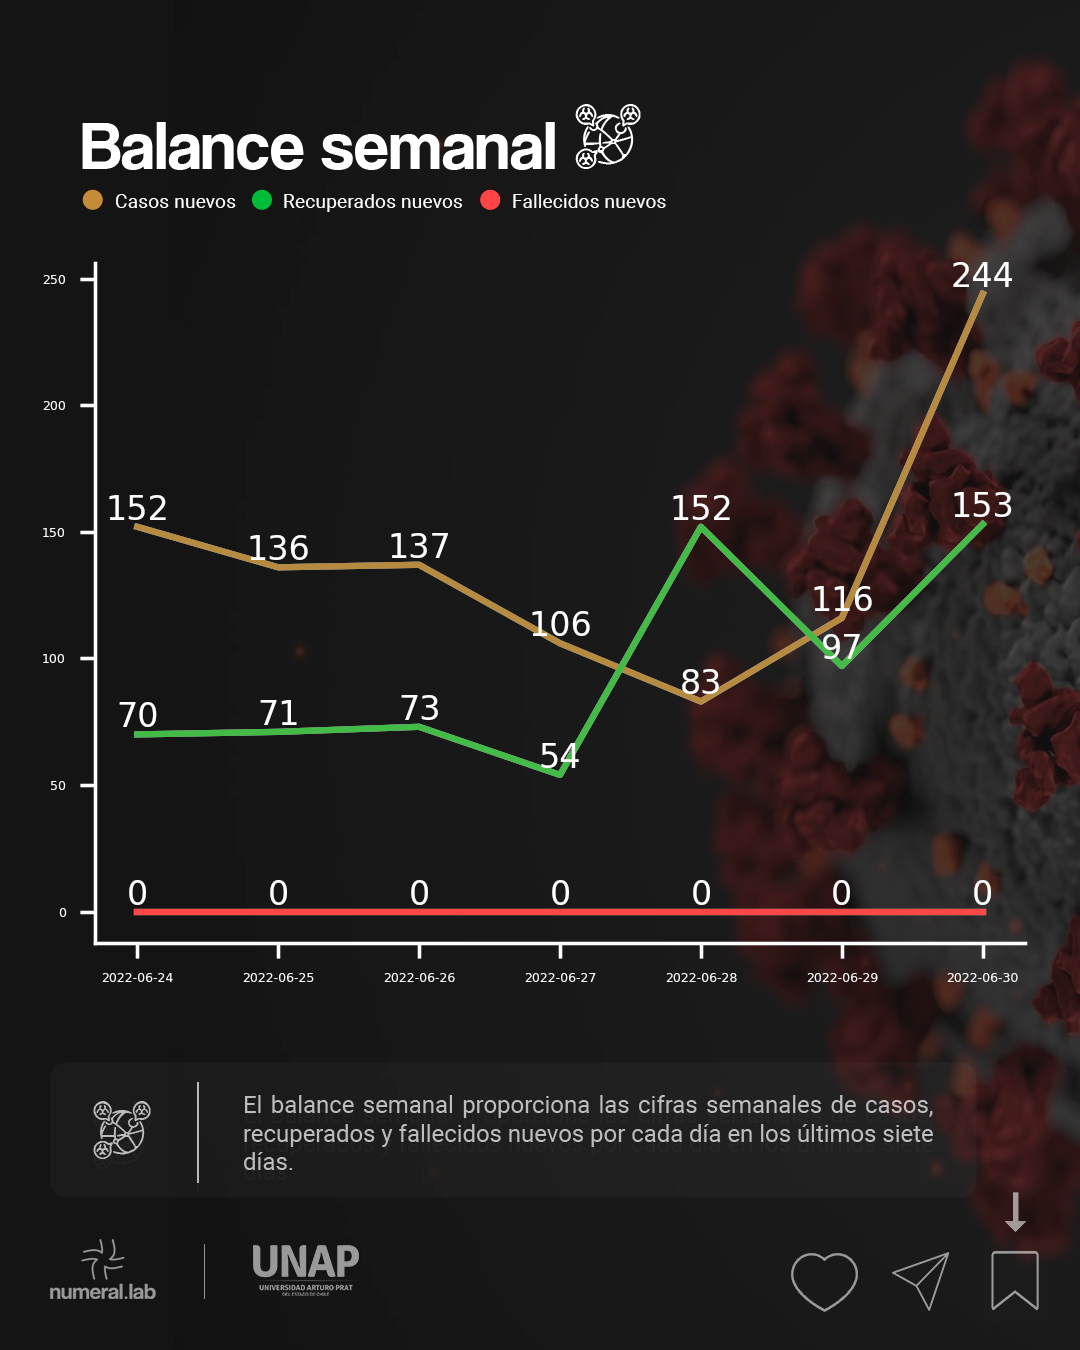 Balance semanal
Casos nuevos Recuperados nuevos Fallecidos nuevos
250
200
150
100
50
0
152 136 137 106 83 116 244
70 71 73 54 152 97 153
0 0 0 0 0 0 0
2022-06-24 2022-06-25 2022-06-26 2022-06-27 2022-06-28 2022-06-29 2022-06-30
El balance semanal proporciona las cifras semanales de casos,
recuperados y fallecidos nuevos por cada día en los últimos siete
días.
numeral.lab
UNAP
UNIVERSIDAD ARTURO PRAT
DEL ESTADO DE CHILE